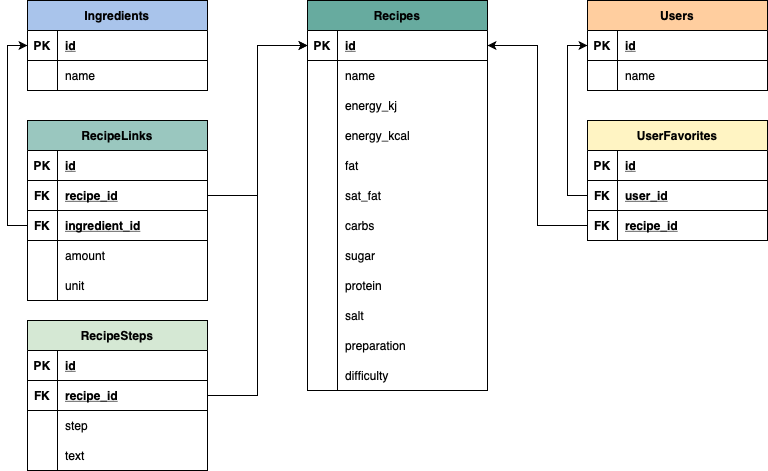 Ingredients
PK id
name
RecipeLinks
PK id
FK recipe_id
FK ingredient_id
amount
unit
RecipeSteps
PK id
FK recipe_id
step
text
Recipes
PK id
name
energy_kj
energy_kcal
fat
sat_fat
carbs
sugar
protein
salt
preparation
difficulty
Users
PK id
name
UserFavorites
PK id
FK user_id
FK recipe_id